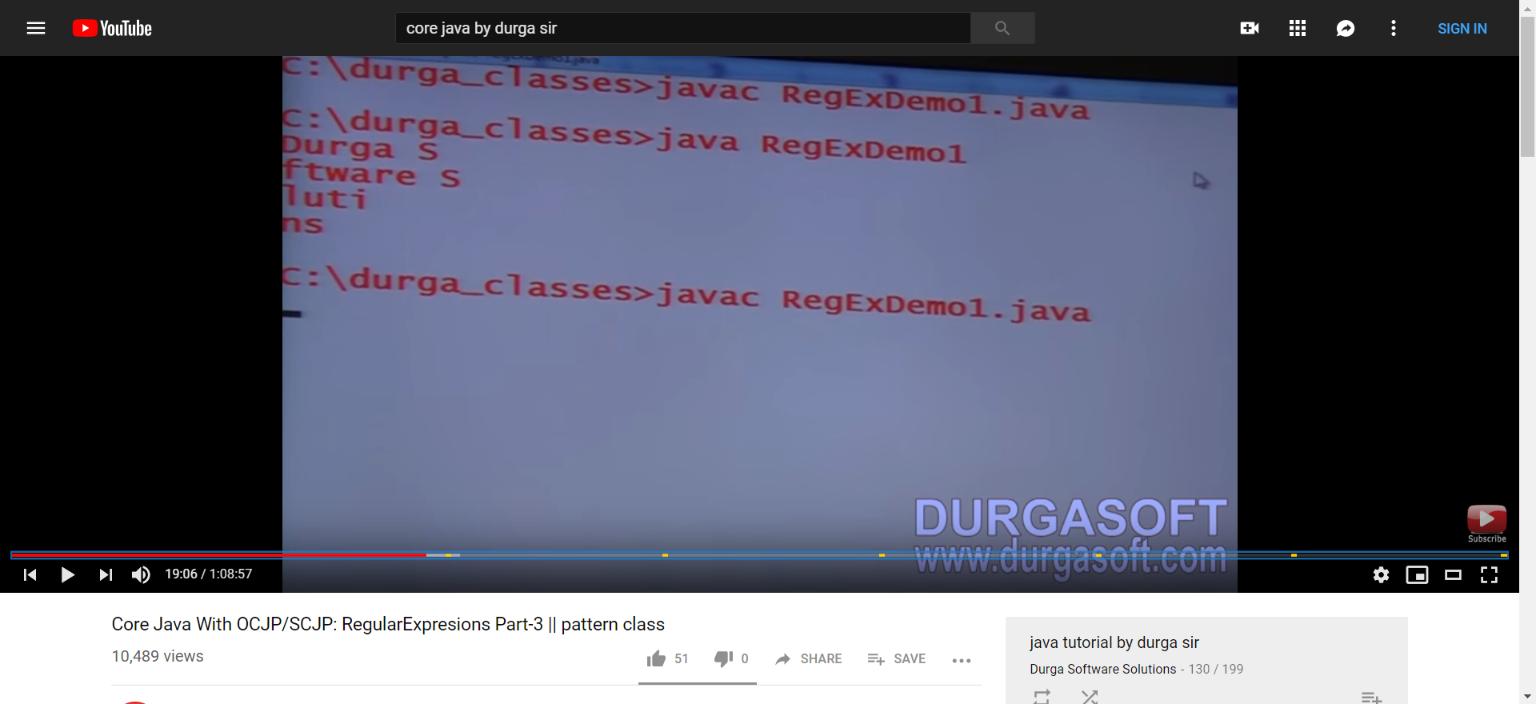 YouTube
core java by durga sir
SIGN IN
C:\durga_classes>javac RegExDemo1.java
C:\durga_classes>java RegExDemo1
Durga S
ftware S
luti
ns
C:\durga_classes>javac RegExDemo1.java
DURGASOFT
www.durgasoft.com
Subscribe
19:06 / 1:08:57
Core Java With OCJP/SCJP: RegularExpresions Part-3 || pattern class
10,489 views
51
0
SHARE
SAVE
java tutorial by durga sir
Durga Software Solutions - 130 / 199